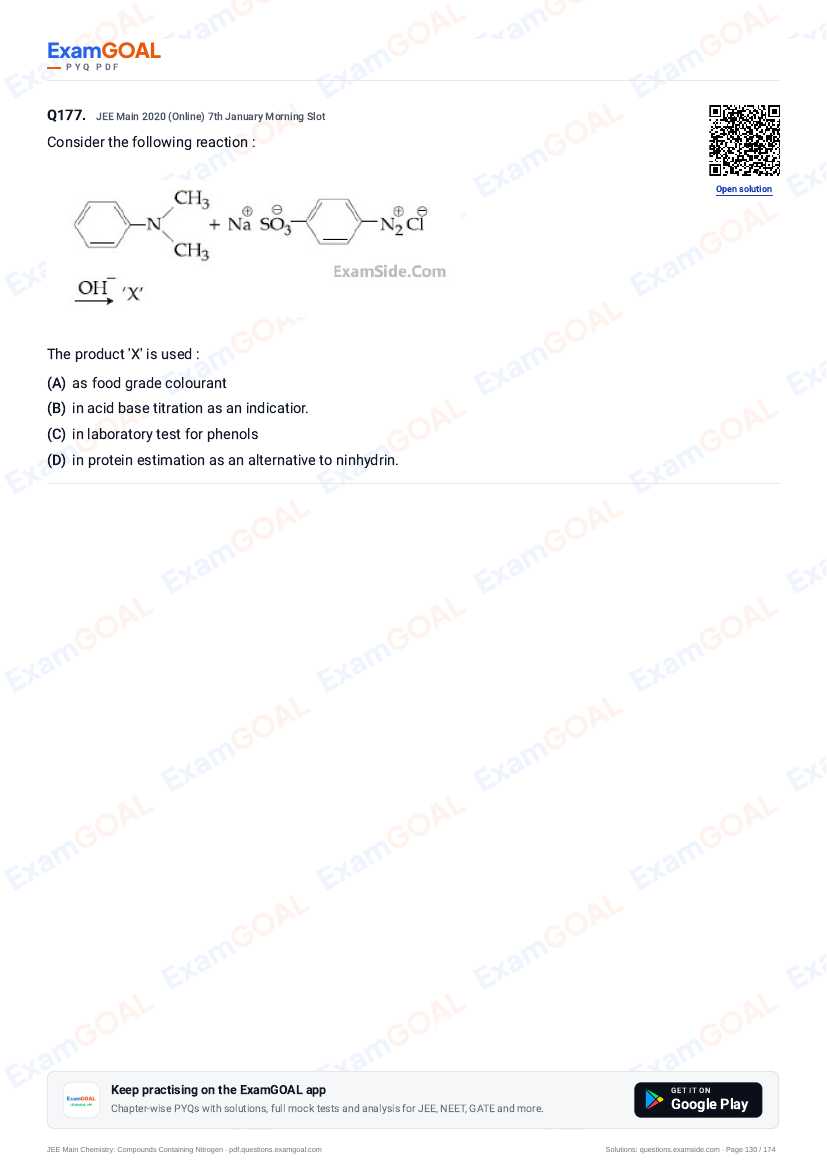 ExamGOAL
PYQ PDF
Q177. JEE Main 2020 (Online) 7th January Morning Slot
Consider the following reaction :
Open solution
CH3
N
CH3
+ Na⊕ SO3⊖
N2⊕ Cl⊖
ExamSide.Com
OH− 'X'
The product 'X' is used :
(A) as food grade colourant
(B) in acid base titration as an indicatior.
(C) in laboratory test for phenols
(D) in protein estimation as an alternative to ninhydrin.
Keep practising on the ExamGOAL app
Chapter-wise PYQs with solutions, full mock tests and analysis for JEE, NEET, GATE and more.
GET IT ON
Google Play
JEE Main Chemistry: Compounds Containing Nitrogen · pdf.questions.examgoal.com
Solutions: questions.examside.com · Page 130 / 174